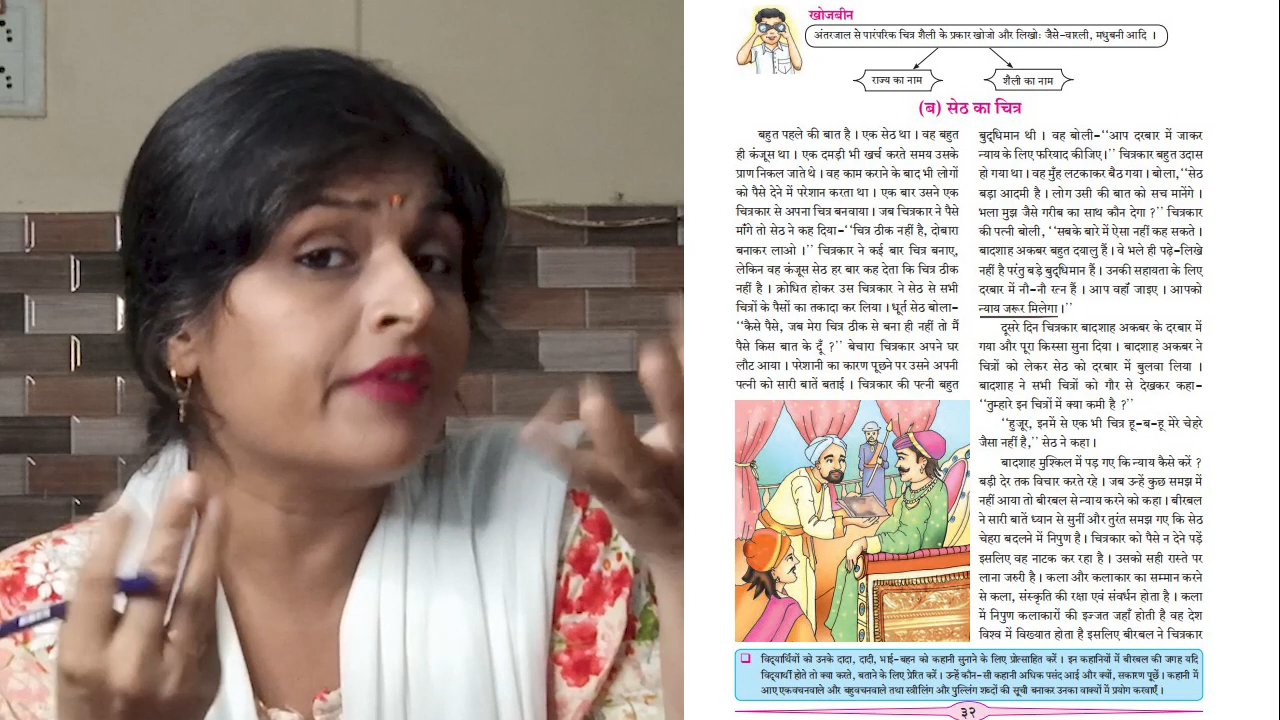 खोजबीन
अंतरजाल से पारंपरिक चित्र शैली के प्रकार खोजो और लिखोः जैसे-वारली, मधुबनी आदि ।
राज्य का नाम
शैली का नाम
(ब) सेठ का चित्र
बहुत पहले की बात है । एक सेठ था । वह बहुत
ही कंजूस था । एक दमड़ी भी खर्च करते समय उसके
प्राण निकल जाते थे । वह काम कराने के बाद भी लोगों
को पैसे देने में परेशान करता था । एक बार उसने एक
चित्रकार से अपना चित्र बनवाया । जब चित्रकार ने पैसे
माँगे तो सेठ ने कह दिया-‘‘चित्र ठीक नहीं है, दोबारा
बनाकर लाओ ।’’ चित्रकार ने कई बार चित्र बनाए,
लेकिन वह कंजूस सेठ हर बार कह देता कि चित्र ठीक
नहीं है । क्रोधित होकर उस चित्रकार ने सेठ से सभी
चित्रों के पैसों का तकादा कर लिया । धूर्त सेठ बोला-
‘‘कैसे पैसे, जब मेरा चित्र ठीक से बना ही नहीं तो मैं
पैसे किस बात के दूँ ?’’ बेचारा चित्रकार अपने घर
लौट आया । परेशानी का कारण पूछने पर उसने अपनी
पत्नी को सारी बातें बताई । चित्रकार की पत्नी बहुत
बुद्धिमान थी । वह बोली-‘‘आप दरबार में जाकर
न्याय के लिए फरियाद कीजिए।’’ चित्रकार बहुत उदास
हो गया था । वह मुँह लटकाकर बैठ गया । बोला, ‘‘सेठ
बड़ा आदमी है । लोग उसी की बात को सच मानेंगे ।
भला मुझ जैसे गरीब का साथ कौन देगा ?’’ चित्रकार
की पत्नी बोली, ‘‘सबके बारे में ऐसा नहीं कह सकते ।
बादशाह अकबर बहुत दयालु हैं । वे भले ही पढ़े-लिखे
नहीं है परंतु बड़े बुद्धिमान हैं । उनकी सहायता के लिए
दरबार में नौ-नौ रत्न हैं । आप वहाँ जाइए । आपको
न्याय जरूर मिलेगा ।’’
दूसरे दिन चित्रकार बादशाह अकबर के दरबार में
गया और पूरा किस्सा सुना दिया । बादशाह अकबर ने
चित्रों को लेकर सेठ को दरबार में बुलवा लिया ।
बादशाह ने सभी चित्रों को गौर से देखकर कहा-
‘‘तुम्हारे इन चित्रों में क्या कमी है ?’’
‘‘हुजूर, इनमें से एक भी चित्र हू-ब-हू मेरे चेहरे
जैसा नहीं है,’’ सेठ ने कहा ।
बादशाह मुश्किल में पड़ गए कि न्याय कैसे करें ?
बड़ी देर तक विचार करते रहे । जब उन्हें कुछ समझ में
नहीं आया तो बीरबल से न्याय करने को कहा । बीरबल
ने सारी बातें ध्यान से सुनीं और तुरंत समझ गए कि सेठ
चेहरा बदलने में निपुण है । चित्रकार को पैसे न देने पड़ें
इसलिए वह नाटक कर रहा है । उसको सही रास्ते पर
लाना जरुरी है । कला और कलाकार का सम्मान करने
से कला, संस्कृति की रक्षा एवं संवर्धन होता है । कला
में निपुण कलाकारों की इज्जत जहाँ होती है वह देश
विश्व में विख्यात होता है इसलिए बीरबल ने चित्रकार
❑ विद्यार्थियों को उनके दादा, दादी, भाई-बहन को कहानी सुनाने के लिए प्रोत्साहित करें । इन कहानियों में बीरबल की जगह यदि
विद्यार्थी होते तो क्या करते, बताने के लिए प्रेरित करें । उन्हें कौन-सी कहानी अधिक पसंद आई और क्यों, सकारण पूछें । कहानी में
आए एकवचनवाले और बहुवचनवाले तथा स्त्रीलिंग और पुल्लिंग शब्दों की सूची बनाकर उनका वाक्यों में प्रयोग करवाएँ ।
३२